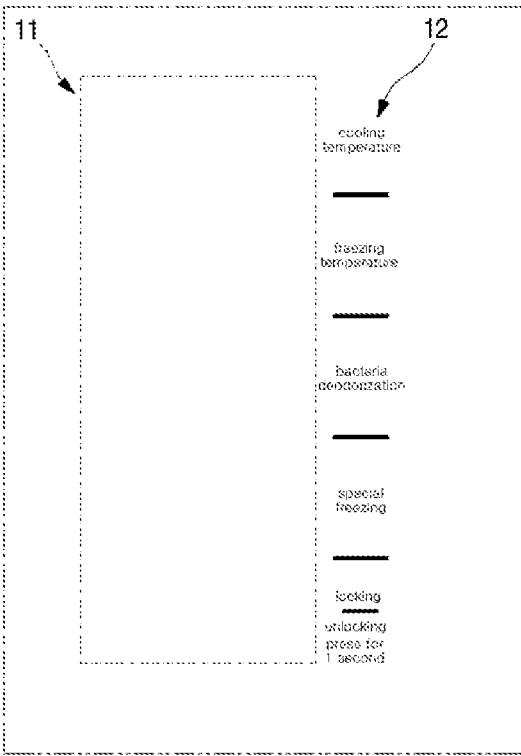 11
12
cooling
temperature
freezing
temperature
bacteria
deodorization
special
freezing
locking
unlocking
press for
1 second